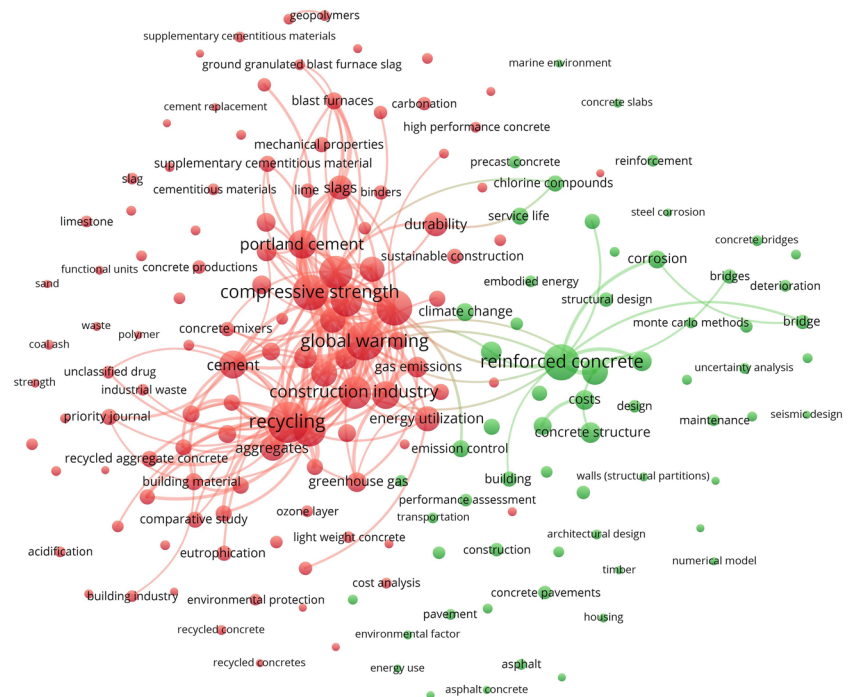 geopolymers
supplementary cementitious materials
ground granulated blast furnace slag
marine environment
blast furnaces
carbonation
concrete slabs
cement replacement
high performance concrete
mechanical properties
supplementary cementitious material
precast concrete
reinforcement
slag
cementitious materials
lime
slags
binders
chlorine compounds
limestone
durability
service life
steel corrosion
portland cement
concrete bridges
functional units
concrete productions
sustainable construction
corrosion
sand
embodied energy
bridges
deterioration
compressive strength
structural design
climate change
waste
polymer
concrete mixers
monte carlo methods
bridge
coal ash
global warming
unclassified drug
cement
gas emissions
reinforced concrete
uncertainty analysis
strength
industrial waste
construction industry
costs
design
priority journal
recycling
energy utilization
maintenance
seismic design
concrete structure
aggregates
emission control
recycled aggregate concrete
building material
greenhouse gas
building
walls (structural partitions)
performance assessment
comparative study
ozone layer
transportation
architectural design
light weight concrete
acidification
eutrophication
construction
numerical model
timber
cost analysis
building industry
environmental protection
concrete pavements
pavement
housing
recycled concrete
environmental factor
recycled concretes
energy use
asphalt
asphalt concrete